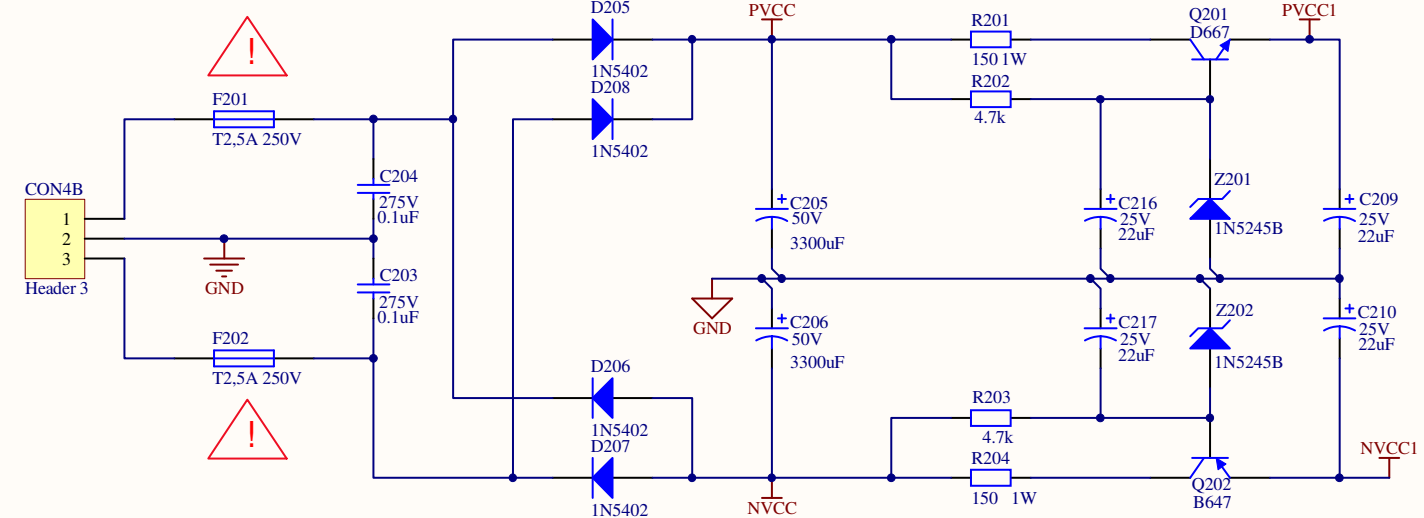 D205
1N5402
D208
1N5402
PVCC
R201
150 1W
R202
4.7k
Q201
D667
PVCC1
!
F201
T2,5A 250V
CON4B
1
2
3
Header 3
GND
C204
275V
0.1uF
C203
275V
0.1uF
F202
T2,5A 250V
!
C205
50V
3300uF
C216
25V
22uF
Z201
1N5245B
C209
25V
22uF
GND
C206
50V
3300uF
C217
25V
22uF
Z202
1N5245B
C210
25V
22uF
D206
1N5402
D207
1N5402
NVCC
R203
4.7k
R204
150 1W
Q202
B647
NVCC1